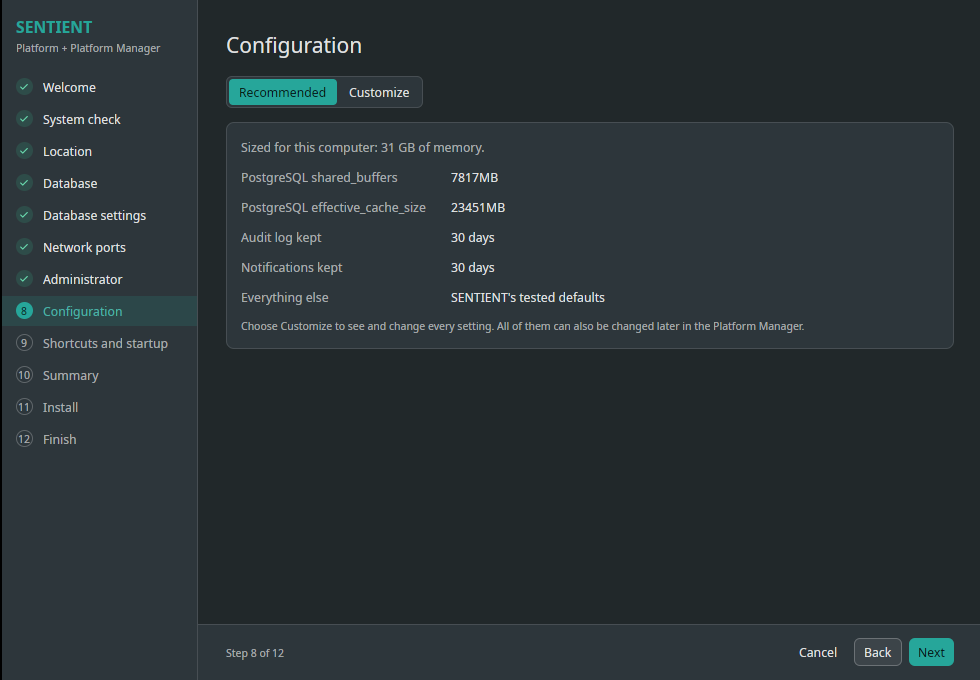 SENTIENT
Platform + Platform Manager
Welcome
System check
Location
Database
Database settings
Network ports
Administrator
8 Configuration
9 Shortcuts and startup
10 Summary
11 Install
12 Finish
Configuration
Recommended Customize
Sized for this computer: 31 GB of memory.
PostgreSQL shared_buffers 7817MB
PostgreSQL effective_cache_size 23451MB
Audit log kept 30 days
Notifications kept 30 days
Everything else SENTIENT's tested defaults
Choose Customize to see and change every setting. All of them can also be changed later in the Platform Manager.
Step 8 of 12
Cancel Back Next